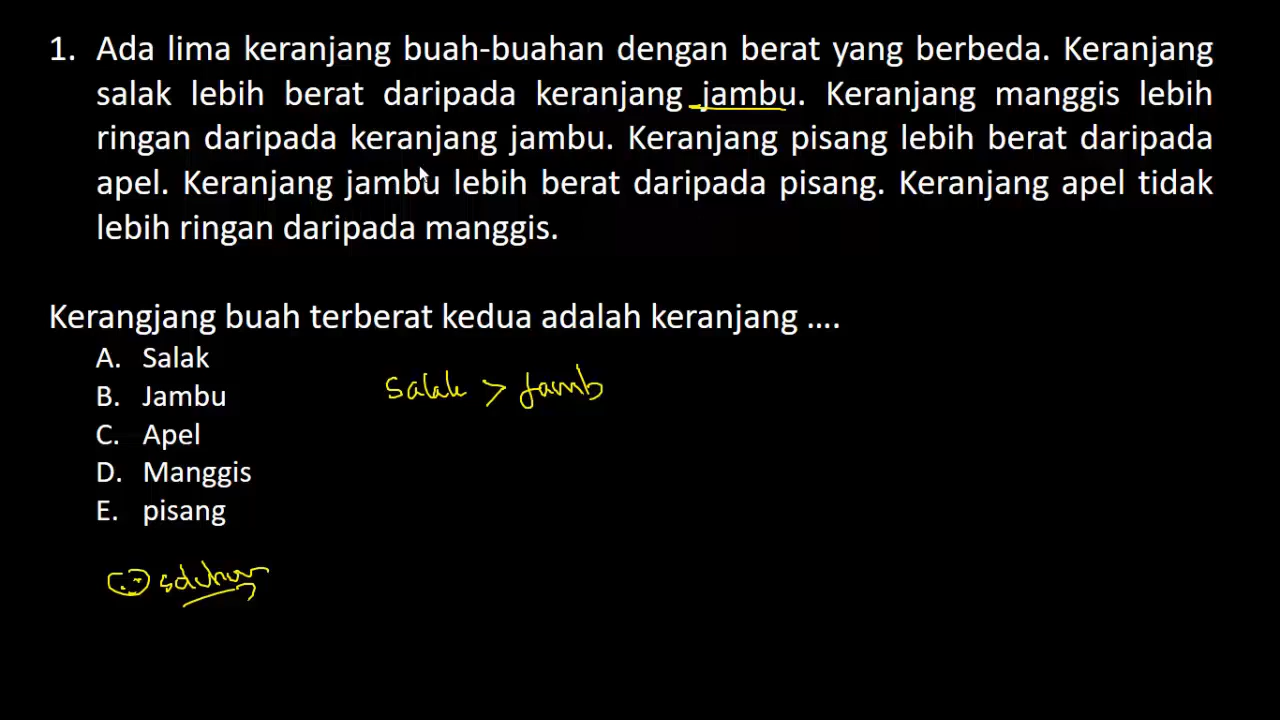 1. Ada lima keranjang buah-buahan dengan berat yang berbeda. Keranjang
salak lebih berat daripada keranjang jambu. Keranjang manggis lebih
ringan daripada keranjang jambu. Keranjang pisang lebih berat daripada
apel. Keranjang jambu lebih berat daripada pisang. Keranjang apel tidak
lebih ringan daripada manggis.
Kerangjang buah terberat kedua adalah keranjang ....
A. Salak
B. Jambu
C. Apel
D. Manggis
E. pisang
Salak > Jamb